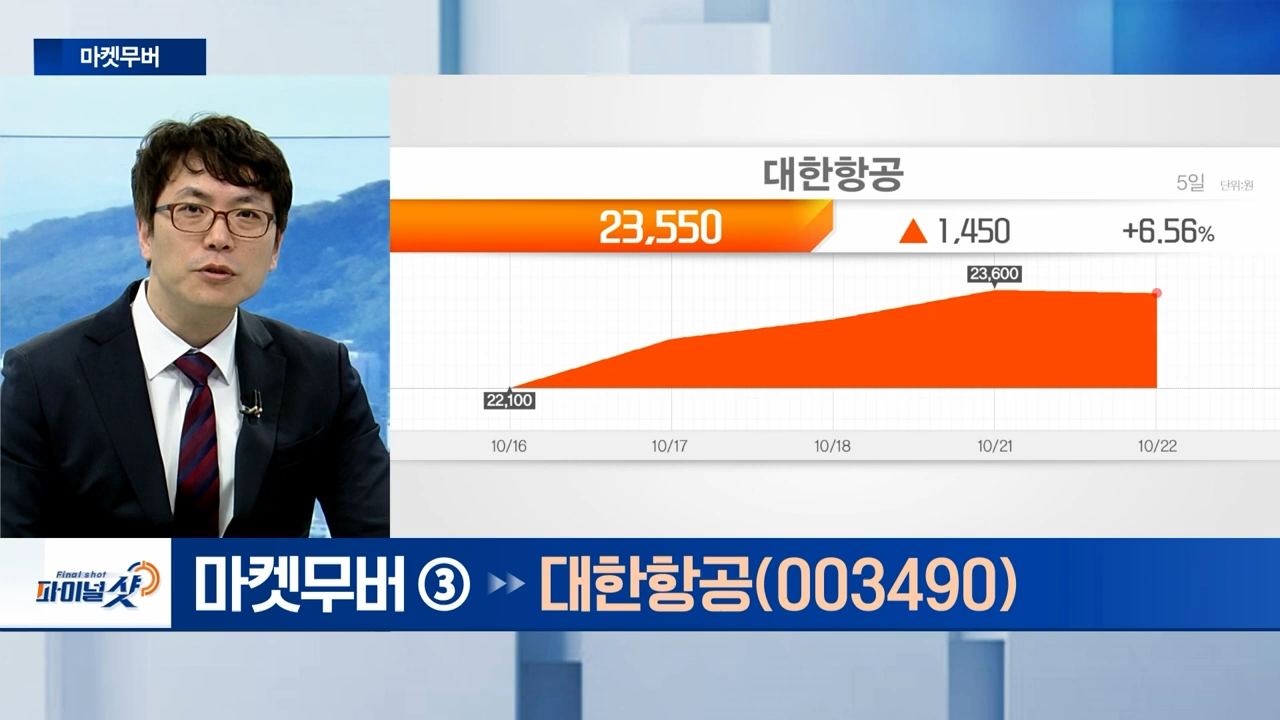 마켓무버
대한항공
5일 단위:원
23,550 ▲ 1,450 +6.56%
23,600
22,100
10/16 10/17 10/18 10/21 10/22
Final shot
파이널샷
마켓무버 ③ 대한항공(003490)